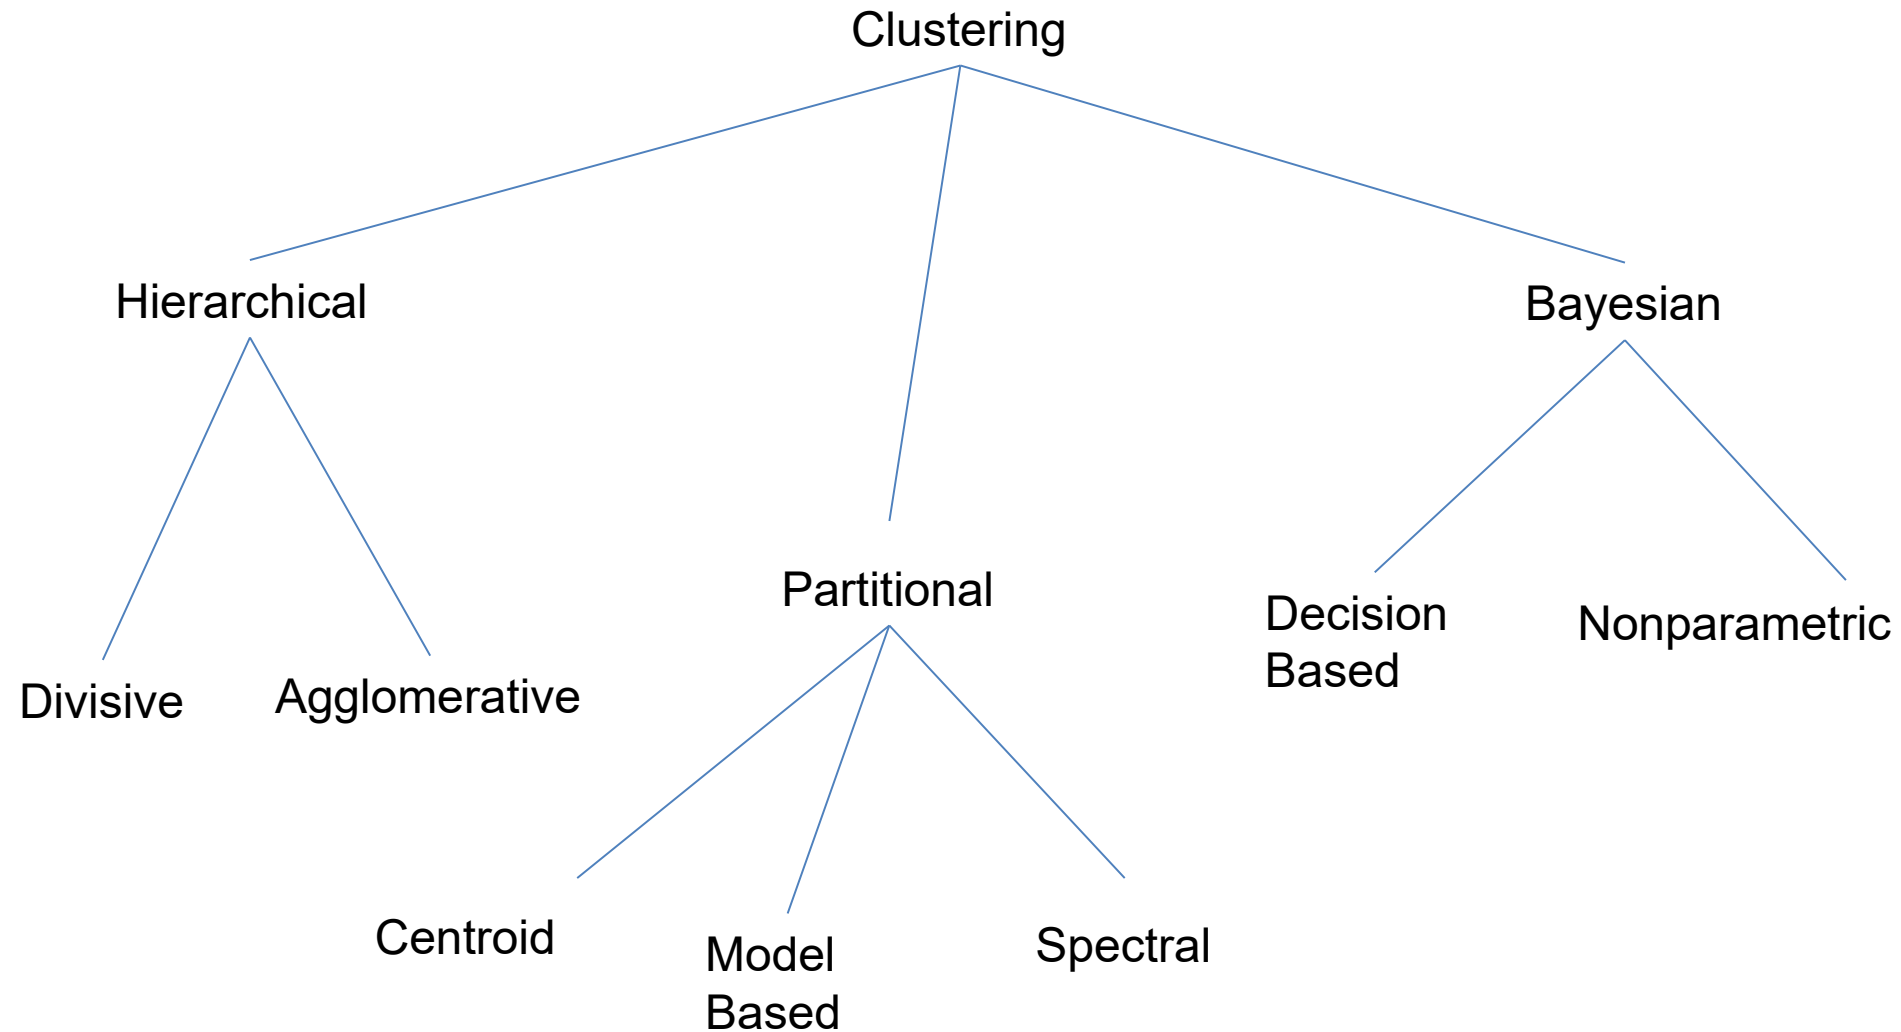 Clustering
Hierarchical
Bayesian
Partitional
Decision
Based
Nonparametric
Divisive
Agglomerative
Centroid
Model
Based
Spectral